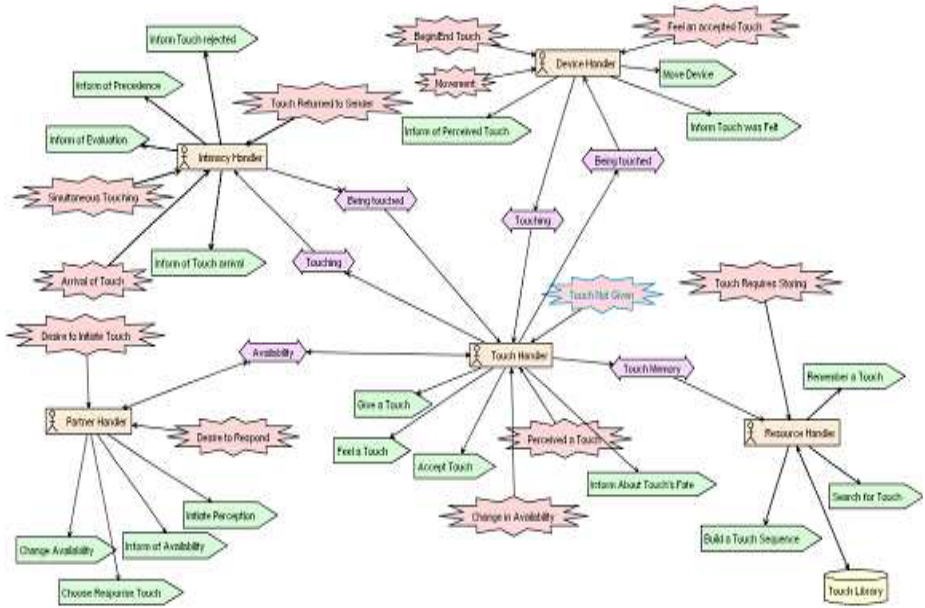 Inform Touch rejected
Begin/End Touch
Feel an accepted Touch
Device Handler
Move Device
Movement
Inform of Precedence
Touch Returned to Sender
Inform of Perceived Touch
Inform Touch was Felt
Inform of Evaluation
Intimacy Handler
Being touched
Simultaneous Touching
Being touched
Touching
Inform of Touch arrival
Touching
Arrival of Touch
Touch Not Given
Touch Requires Storing
Desire to Initiate Touch
Availability
Touch Handler
Touch Memory
Remember a Touch
Give a Touch
Partner Handler
Desire to Respond
Feel a Touch
Perceived a Touch
Resource Handler
Accept Touch
Inform About Touch's Fate
Search for Touch
Initiate Perception
Change in Availability
Change Availability
Inform of Availability
Build a Touch Sequence
Choose Response Touch
Touch Library